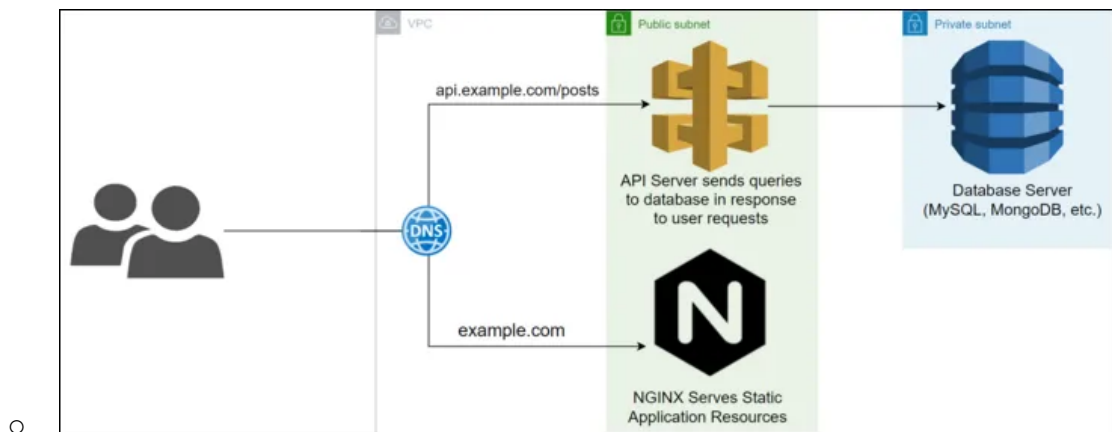 VPC
Public subnet
Private subnet
api.example.com/posts
API Server sends queries
to database in response
to user requests
Database Server
(MySQL, MongoDB, etc.)
DNS
example.com
N
NGINX Serves Static
Application Resources